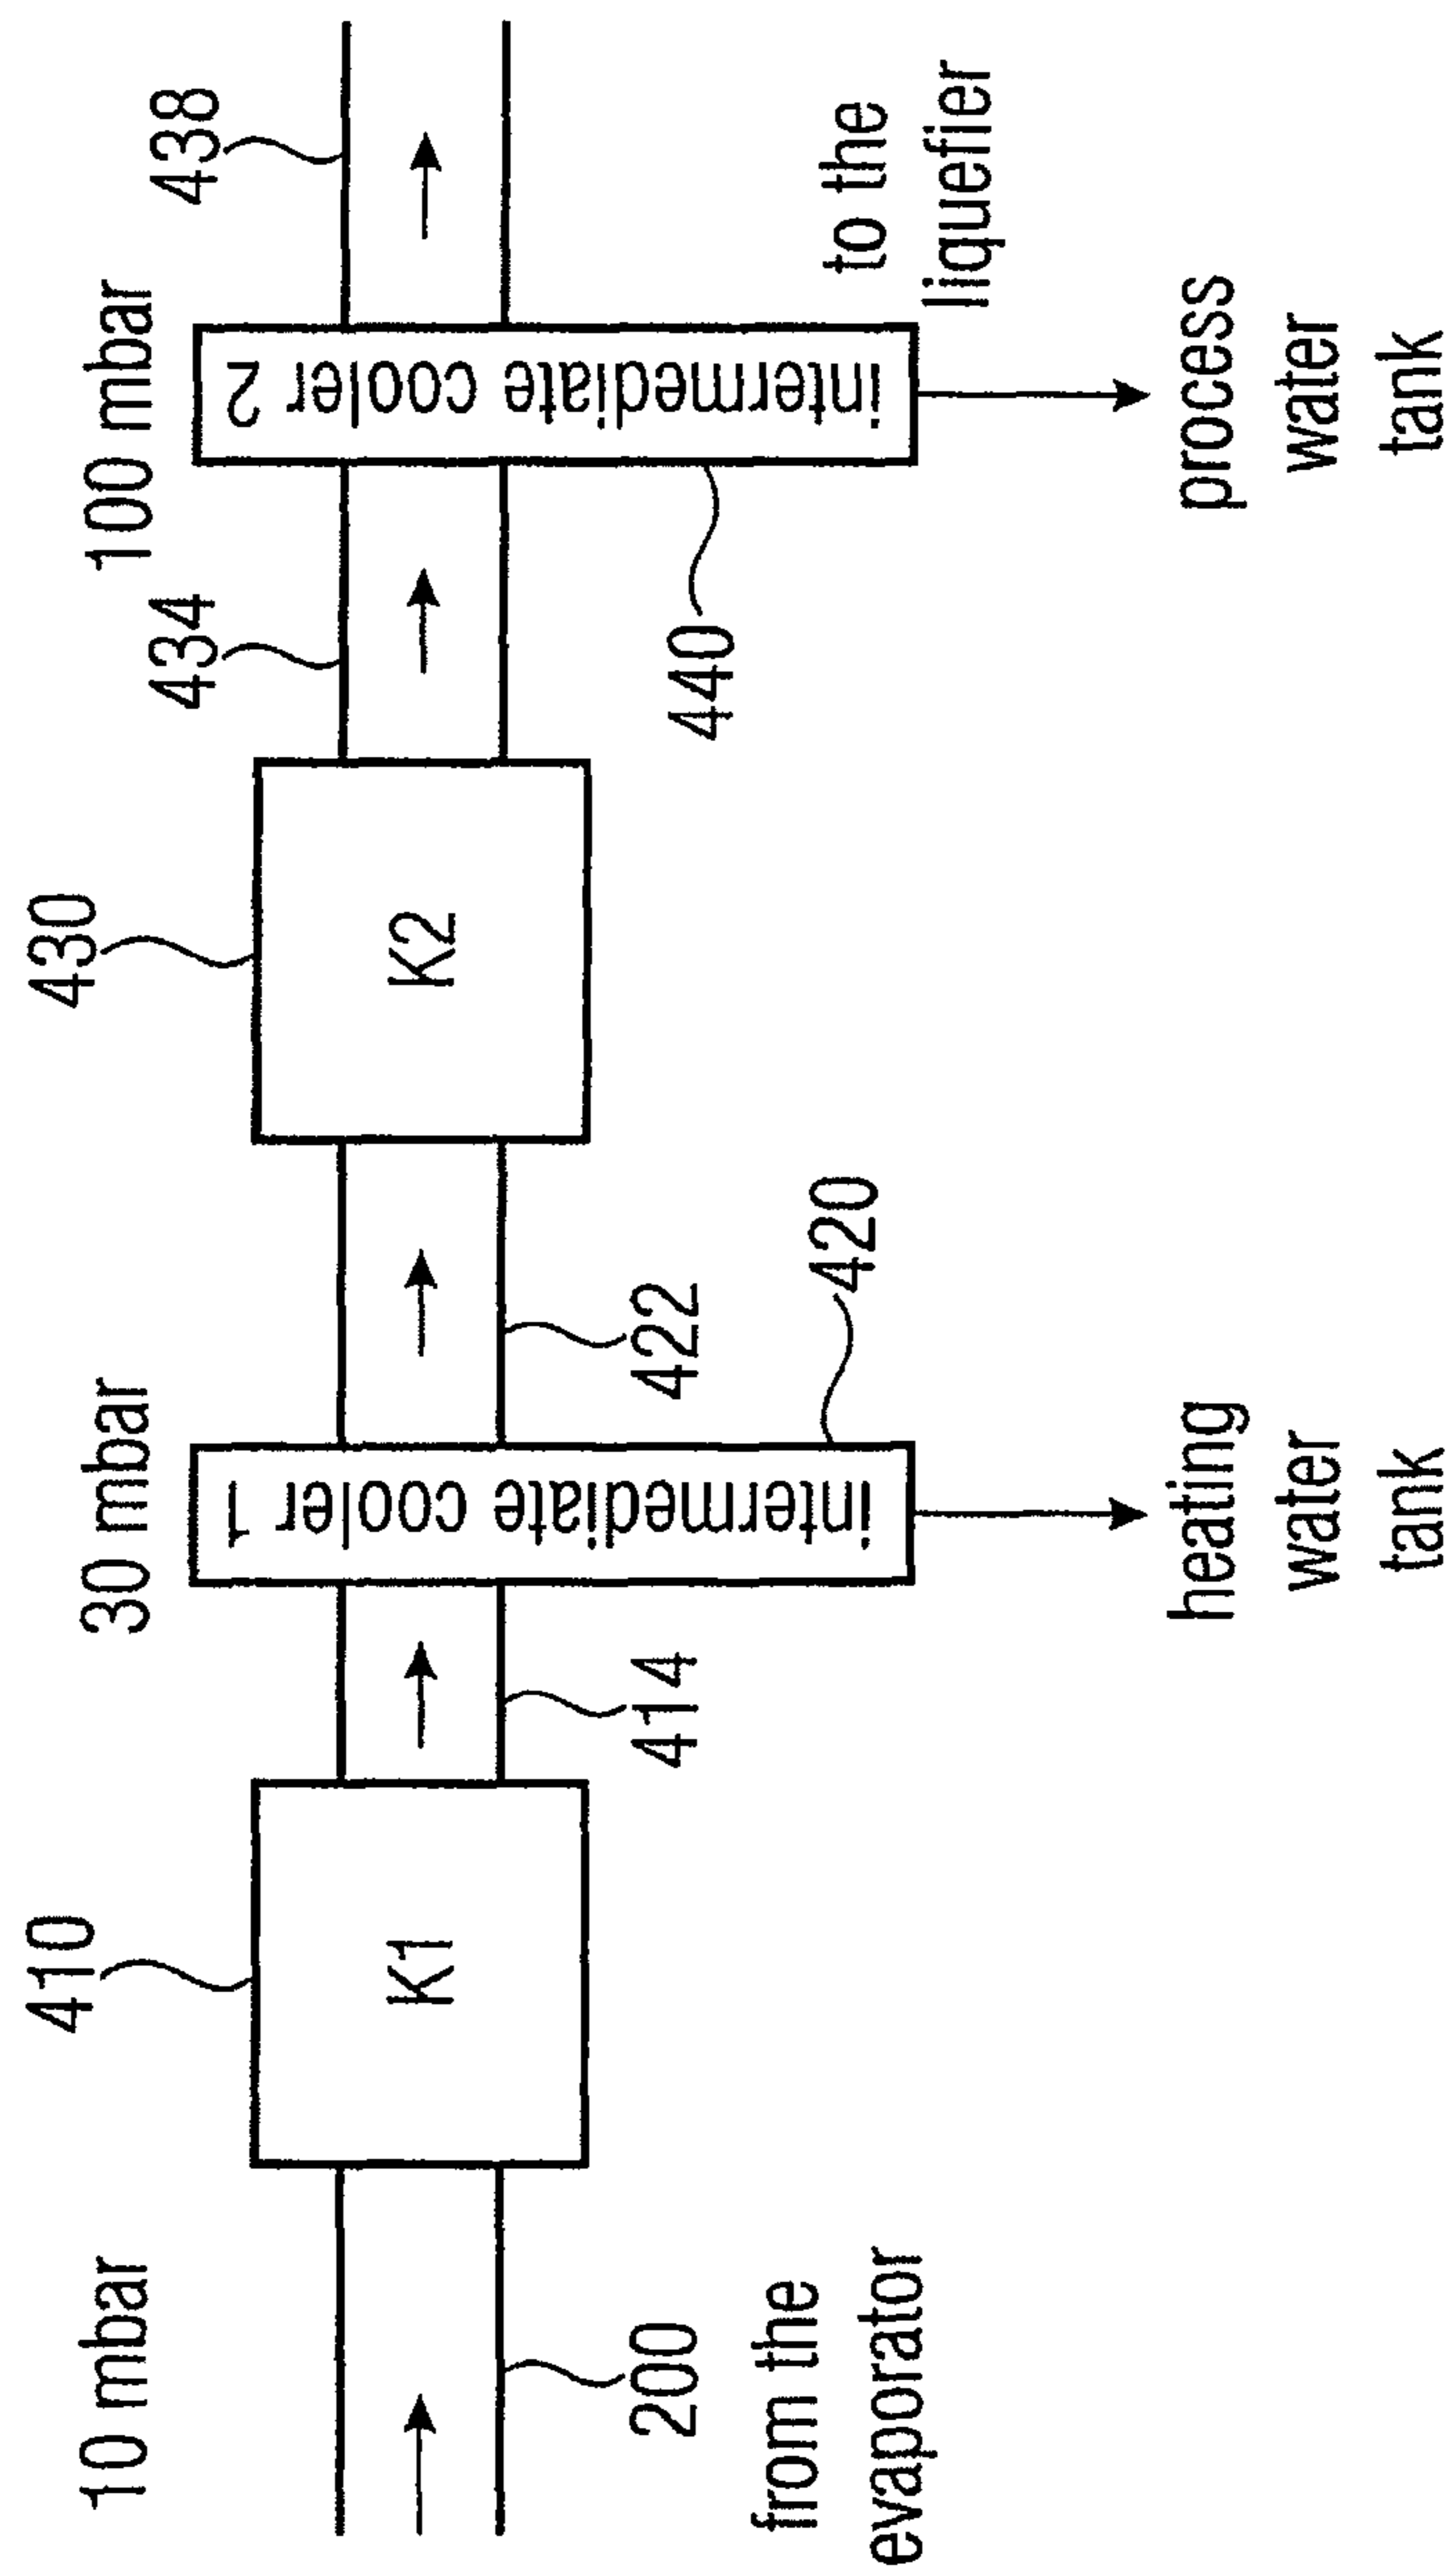 10 mbar
30 mbar
100 mbar
410
430
434
438
K1
K2
intermediate cooler 1
intermediate cooler 2
200
414
422
420
440
from the
evaporator
to the
liquefier
heating
water
tank
process
water
tank